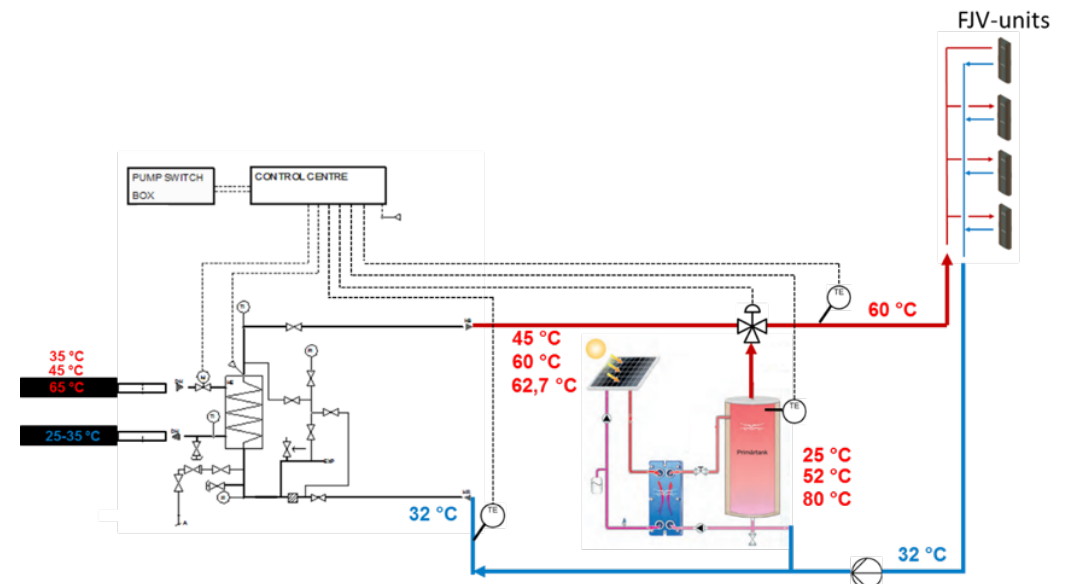 FJV-units
PUMP SWITCH
BOX
CONTROL CENTRE
TE
60 °C
45 °C
60 °C
62,7 °C
35 °C
45 °C
65 °C
25-35 °C
TE
Primärtank
25 °C
52 °C
80 °C
32 °C
TE
32 °C
EXP
A